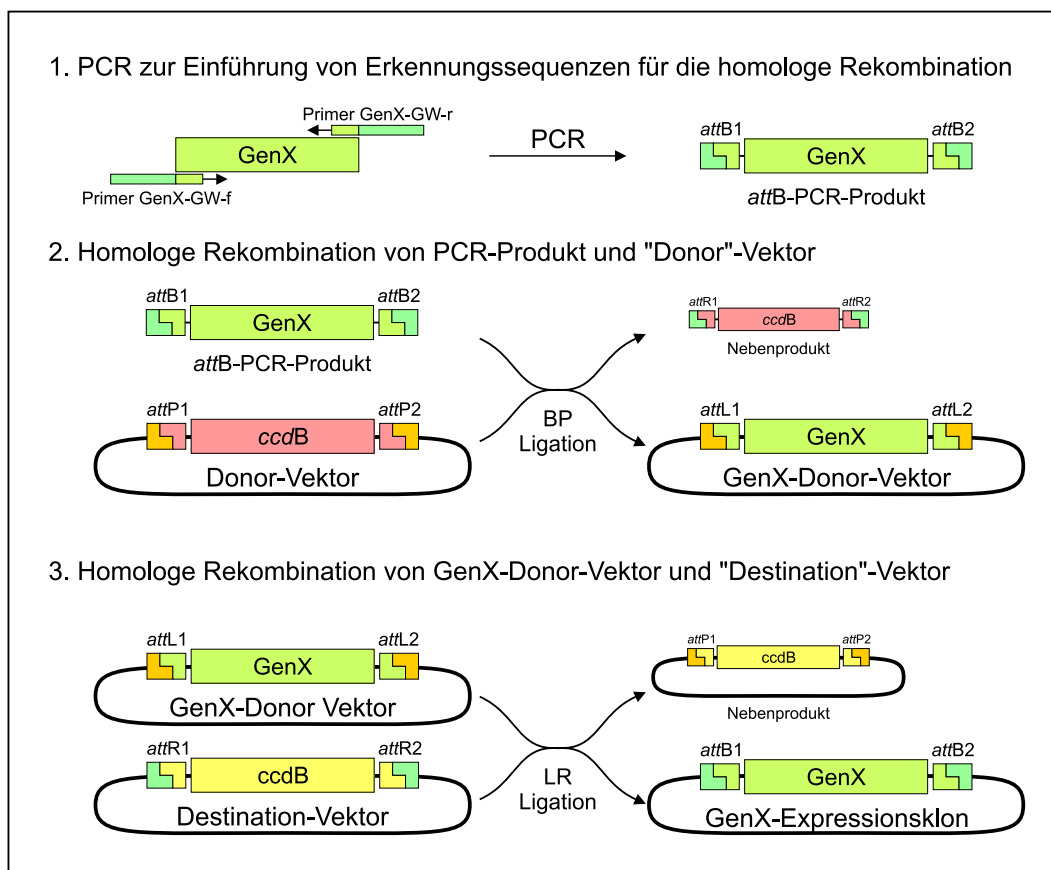 1. PCR zur Einführung von Erkennungssequenzen für die homologe Rekombination
Primer GenX-GW-r
GenX
Primer GenX-GW-f
PCR
attB1
attB2
GenX
attB-PCR-Produkt
2. Homologe Rekombination von PCR-Produkt und "Donor"-Vektor
attB1
attB2
GenX
attB-PCR-Produkt
attP1
attP2
ccdB
Donor-Vektor
BP
Ligation
attR1
attR2
ccdB
Nebenprodukt
attL1
attL2
GenX
GenX-Donor-Vektor
3. Homologe Rekombination von GenX-Donor-Vektor und "Destination"-Vektor
attL1
attL2
GenX
GenX-Donor Vektor
attR1
attR2
ccdB
Destination-Vektor
LR
Ligation
attP1
attP2
ccdB
Nebenprodukt
attB1
attB2
GenX
GenX-Expressionsklon